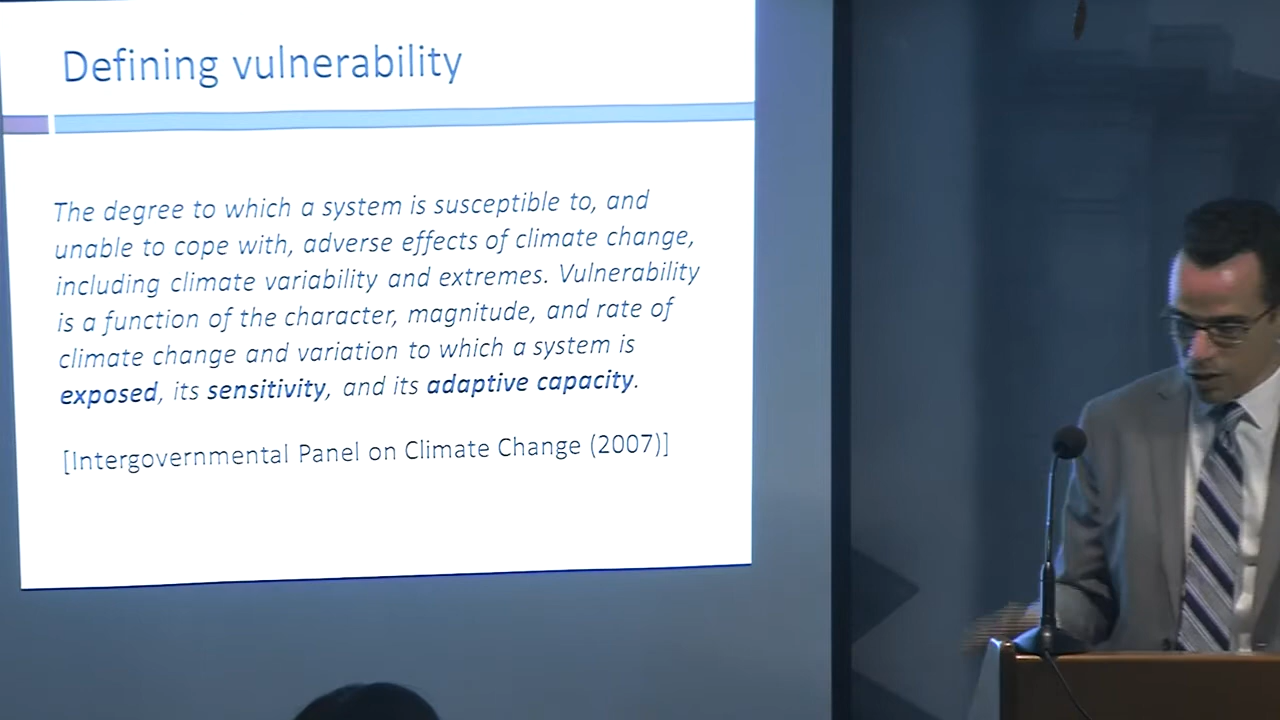 Defining vulnerability
The degree to which a system is susceptible to, and
unable to cope with, adverse effects of climate change,
including climate variability and extremes. Vulnerability
is a function of the character, magnitude, and rate of
climate change and variation to which a system is
exposed, its sensitivity, and its adaptive capacity.
[Intergovernmental Panel on Climate Change (2007)]